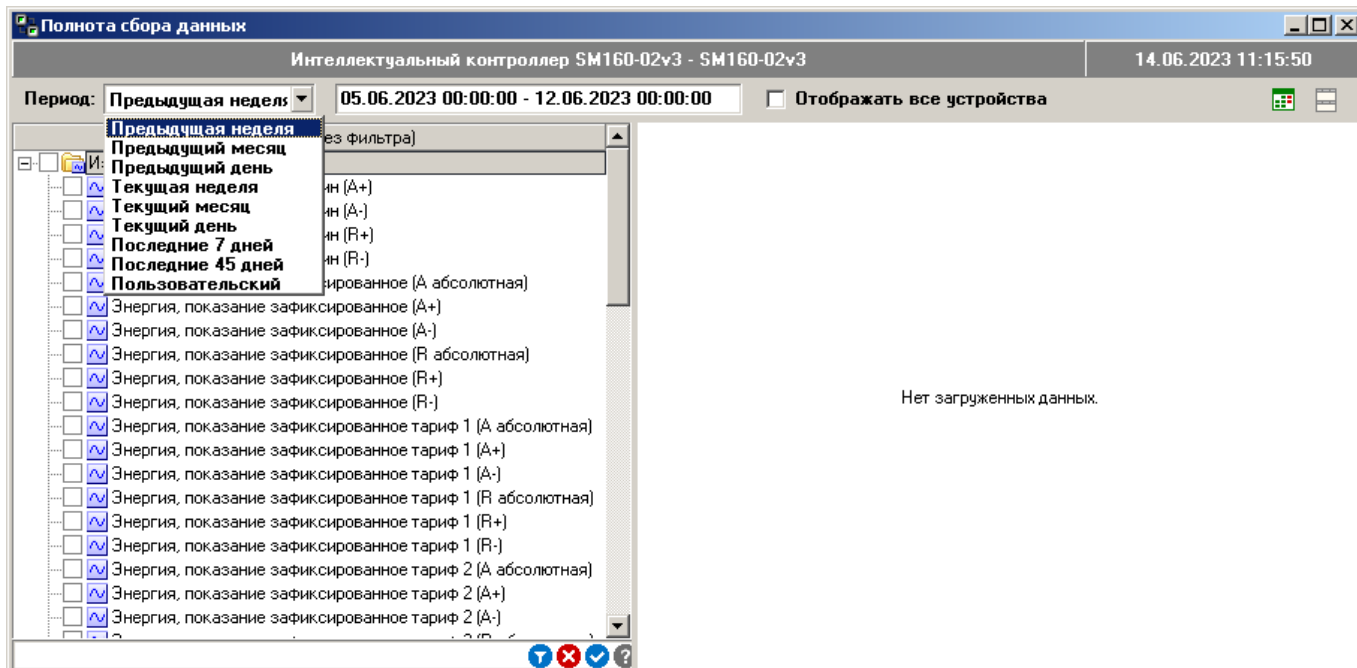 Полнота сбора данных
Интеллектуальный контроллер SM160-02v3 - SM160-02v3
14.06.2023 11:15:50
Период:
Предыдущая неделя
05.06.2023 00:00:00 - 12.06.2023 00:00:00
Отображать все устройства
Предыдущая неделя
Предыдущий месяц
Предыдущий день
Текущая неделя
Текущий месяц
Текущий день
Последние 7 дней
Последние 45 дней
Пользовательский
ез фильтра)
ин (A+)
ин (A-)
ин (R+)
ин (R-)
ированное (A абсолютная)
Энергия, показание зафиксированное (A+)
Энергия, показание зафиксированное (A-)
Энергия, показание зафиксированное (R абсолютная)
Энергия, показание зафиксированное (R+)
Энергия, показание зафиксированное (R-)
Энергия, показание зафиксированное тариф 1 (A абсолютная)
Энергия, показание зафиксированное тариф 1 (A+)
Энергия, показание зафиксированное тариф 1 (A-)
Энергия, показание зафиксированное тариф 1 (R абсолютная)
Энергия, показание зафиксированное тариф 1 (R+)
Энергия, показание зафиксированное тариф 1 (R-)
Энергия, показание зафиксированное тариф 2 (A абсолютная)
Энергия, показание зафиксированное тариф 2 (A+)
Энергия, показание зафиксированное тариф 2 (A-)
Нет загруженных данных.